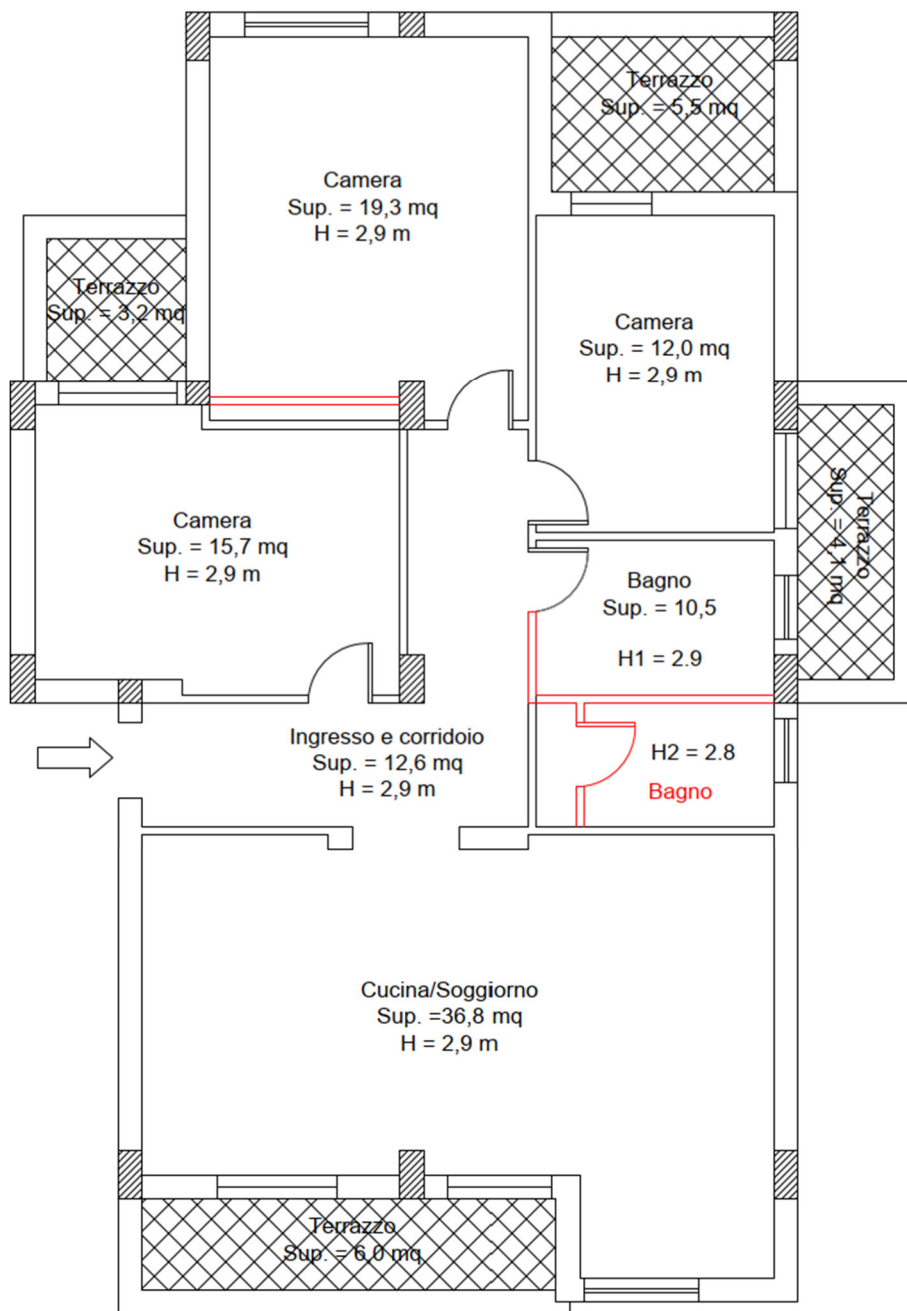 Terrazzo
Sup. = 5,5 mq
Camera
Sup. = 19,3 mq
H = 2,9 m
Terrazzo
Sup. = 3,2 mq
Camera
Sup. = 12,0 mq
H = 2,9 m
Terrazzo
Sup. =4,1 mq
Camera
Sup. = 15,7 mq
H = 2,9 m
Bagno
Sup. = 10,5
H1 = 2.9
Ingresso e corridoio
Sup. = 12,6 mq
H = 2,9 m
H2 = 2.8
Bagno
Cucina/Soggiorno
Sup. =36,8 mq
H = 2,9 m
Terrazzo
Sup. = 6,0 mq